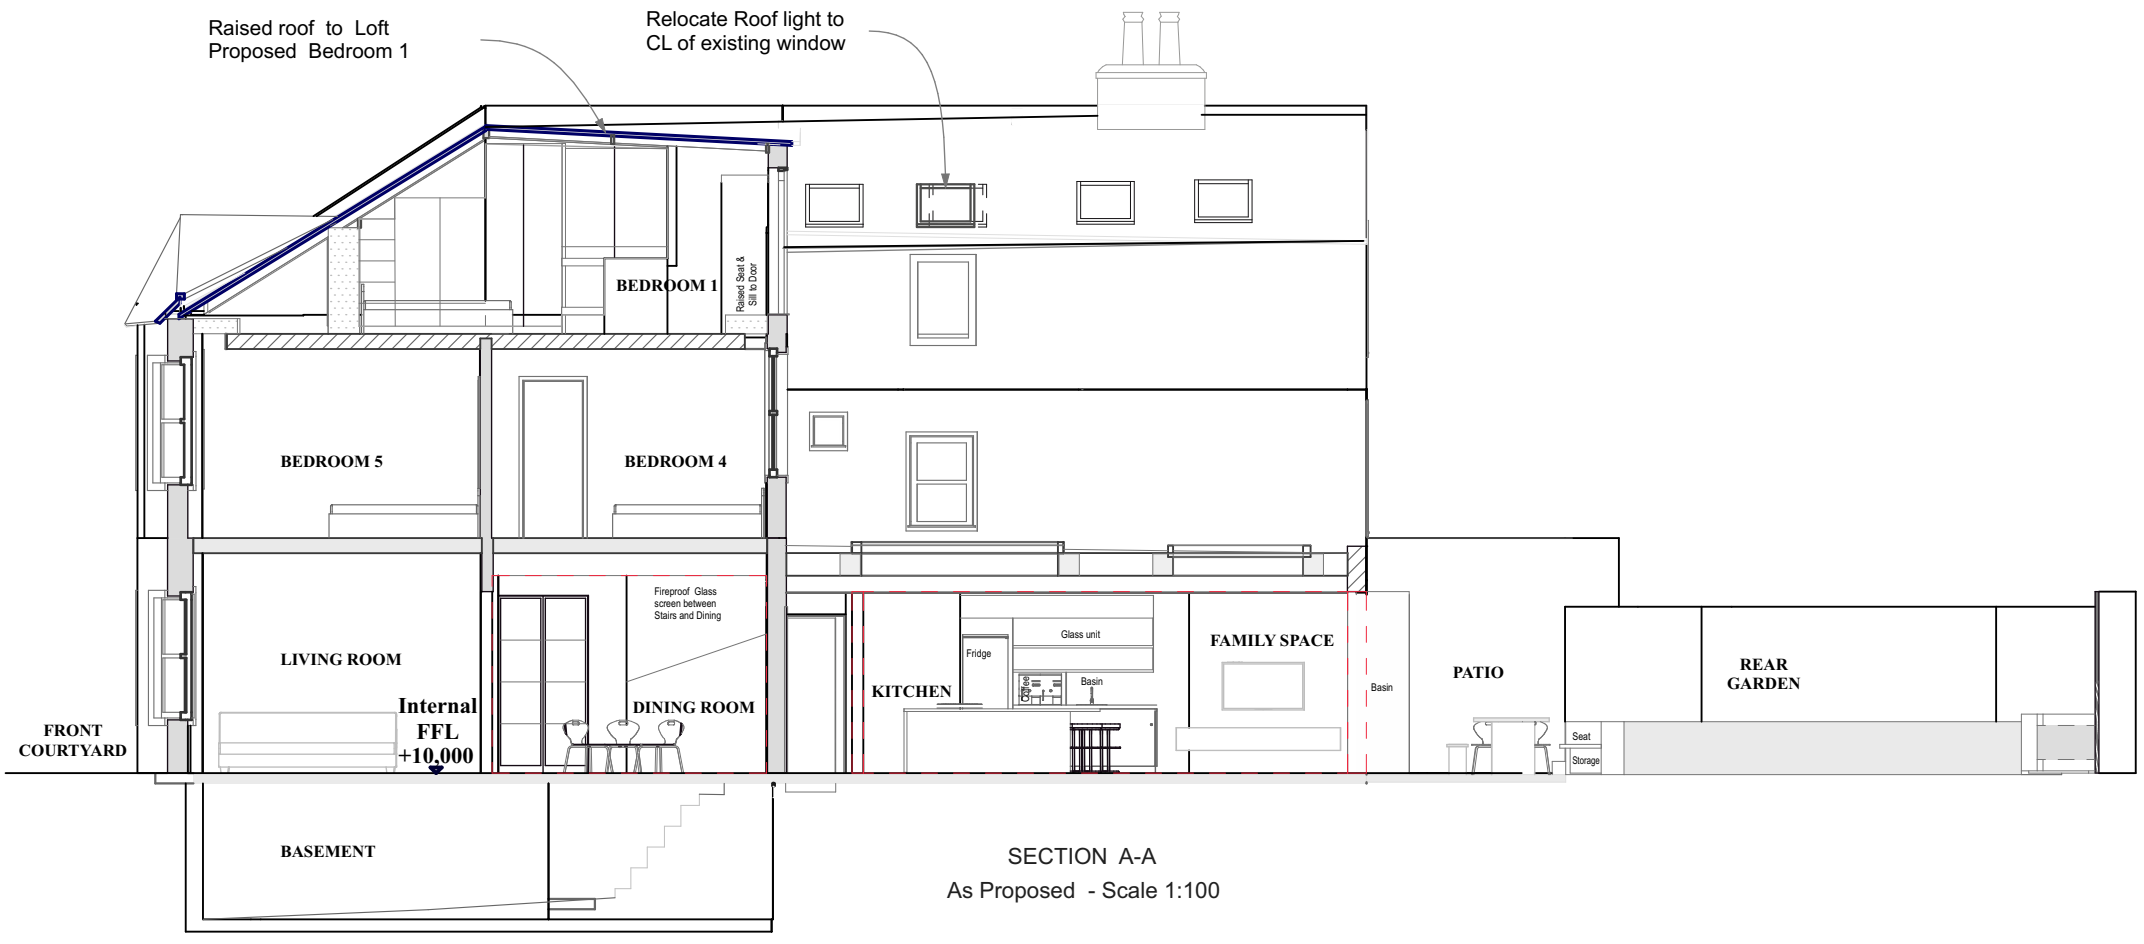 Raised roof to Loft
Proposed Bedroom 1
Relocate Roof light to
CL of existing window
BEDROOM 1
Raised Seat &
Sill to Door
BEDROOM 5
BEDROOM 4
Fireproof Glass
screen between
Stairs and Dining
LIVING ROOM
Internal
FFL
+10,000
DINING ROOM
KITCHEN
Fridge
Glass unit
Coffee
Basin
FAMILY SPACE
Basin
PATIO
REAR
GARDEN
Seat
Storage
FRONT
COURTYARD
BASEMENT
SECTION A-A
As Proposed - Scale 1:100